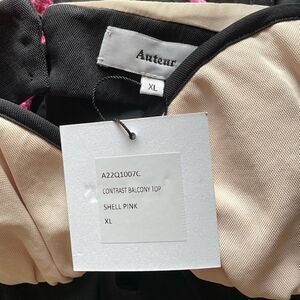 Auteur
XL
A22Q1007C
CONTRAST BALCONY TOP
SHELL PINK
XL